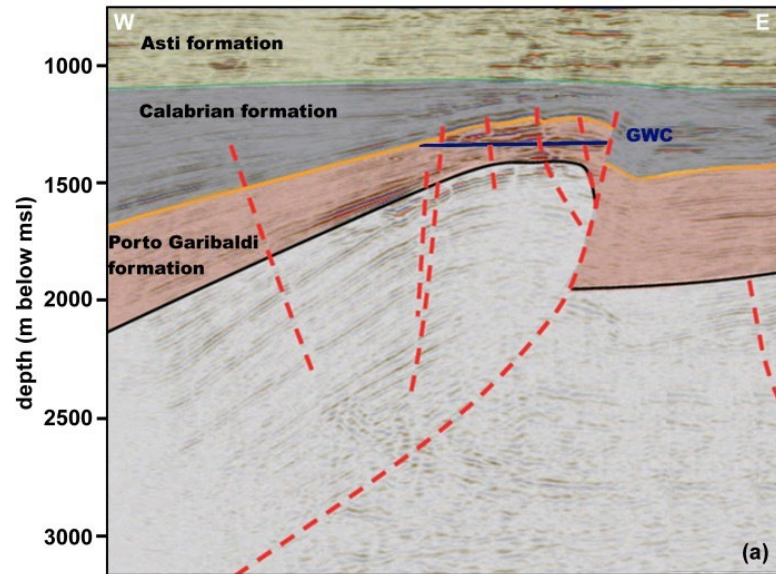 W
E
Asti formation
1000
Calabrian formation
GWC
1500
Porto Garibaldi
formation
2000
depth (m below msl)
2500
3000
(a)